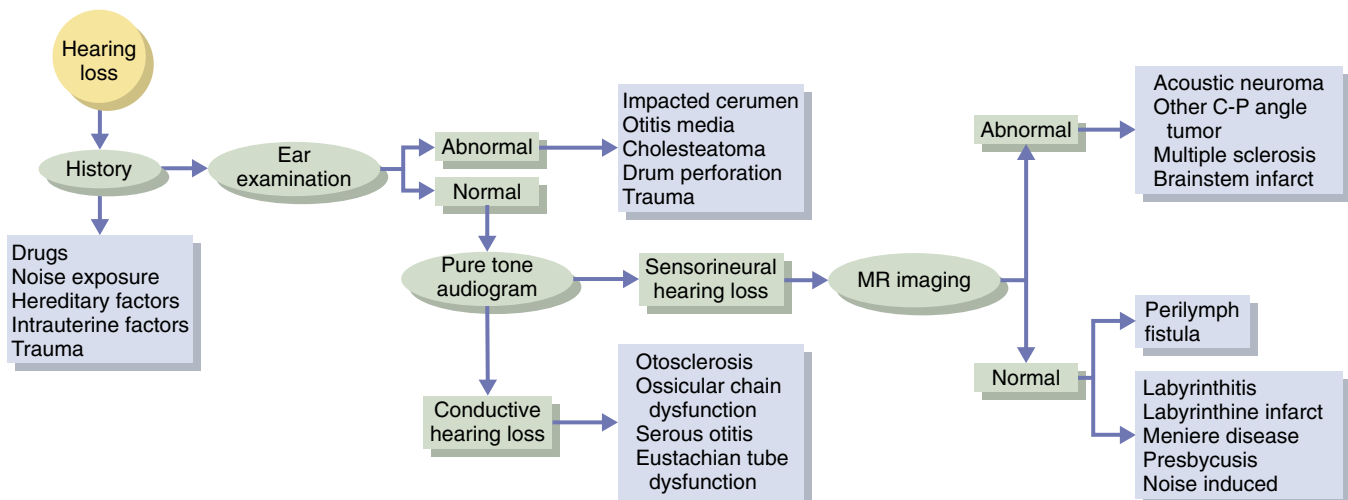 Hearing
loss
History
Drugs
Noise exposure
Hereditary factors
Intrauterine factors
Trauma
Ear
examination
Abnormal
Impacted cerumen
Otitis media
Cholesteatoma
Drum perforation
Trauma
Normal
Pure tone
audiogram
Conductive
hearing loss
Otosclerosis
Ossicular chain
dysfunction
Serous otitis
Eustachian tube
dysfunction
Sensorineural
hearing loss
MR imaging
Abnormal
Acoustic neuroma
Other C-P angle
tumor
Multiple sclerosis
Brainstem infarct
Normal
Perilymph
fistula
Labyrinthitis
Labyrinthine infarct
Meniere disease
Presbycusis
Noise induced